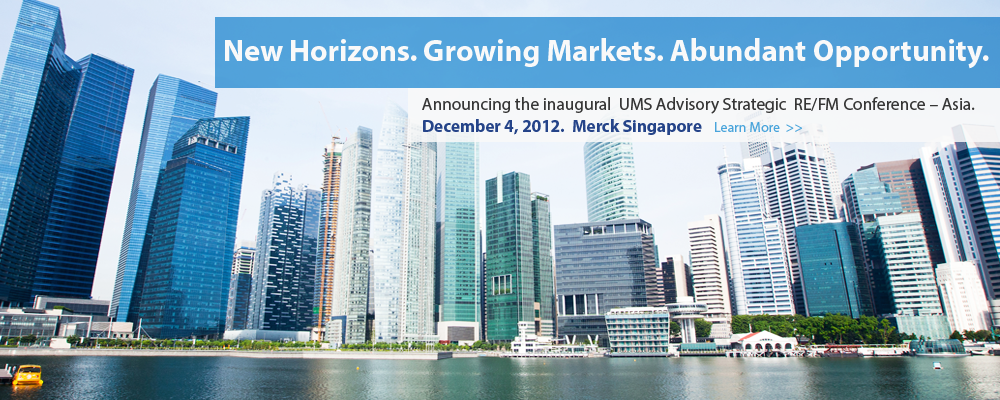 New Horizons. Growing Markets. Abundant Opportunity.
Announcing the inaugural UMS Advisory Strategic RE/FM Conference – Asia.
December 4, 2012. Merck Singapore Learn More >>